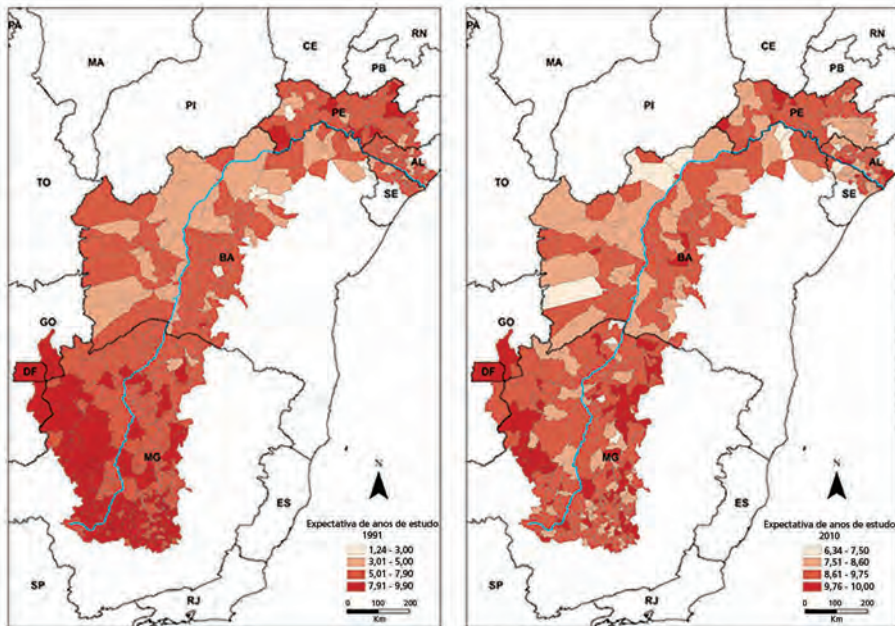 PA
MA
CE
RN
PB
PI
PE
AL
TO
SE
BA
GO
DF
MG
ES
SP
RJ
N
Expectativa de anos de estudo
1991
1,24 - 3,00
3,01 - 5,00
5,01 - 7,90
7,91 - 9,90
0 100 200
Km
PA
MA
CE
RN
PB
PI
PE
AL
TO
SE
BA
GO
DF
MG
ES
SP
RJ
N
Expectativa de anos de estudo
2010
6,34 - 7,50
7,51 - 8,60
8,61 - 9,75
9,76 - 10,00
0 100 200
Km